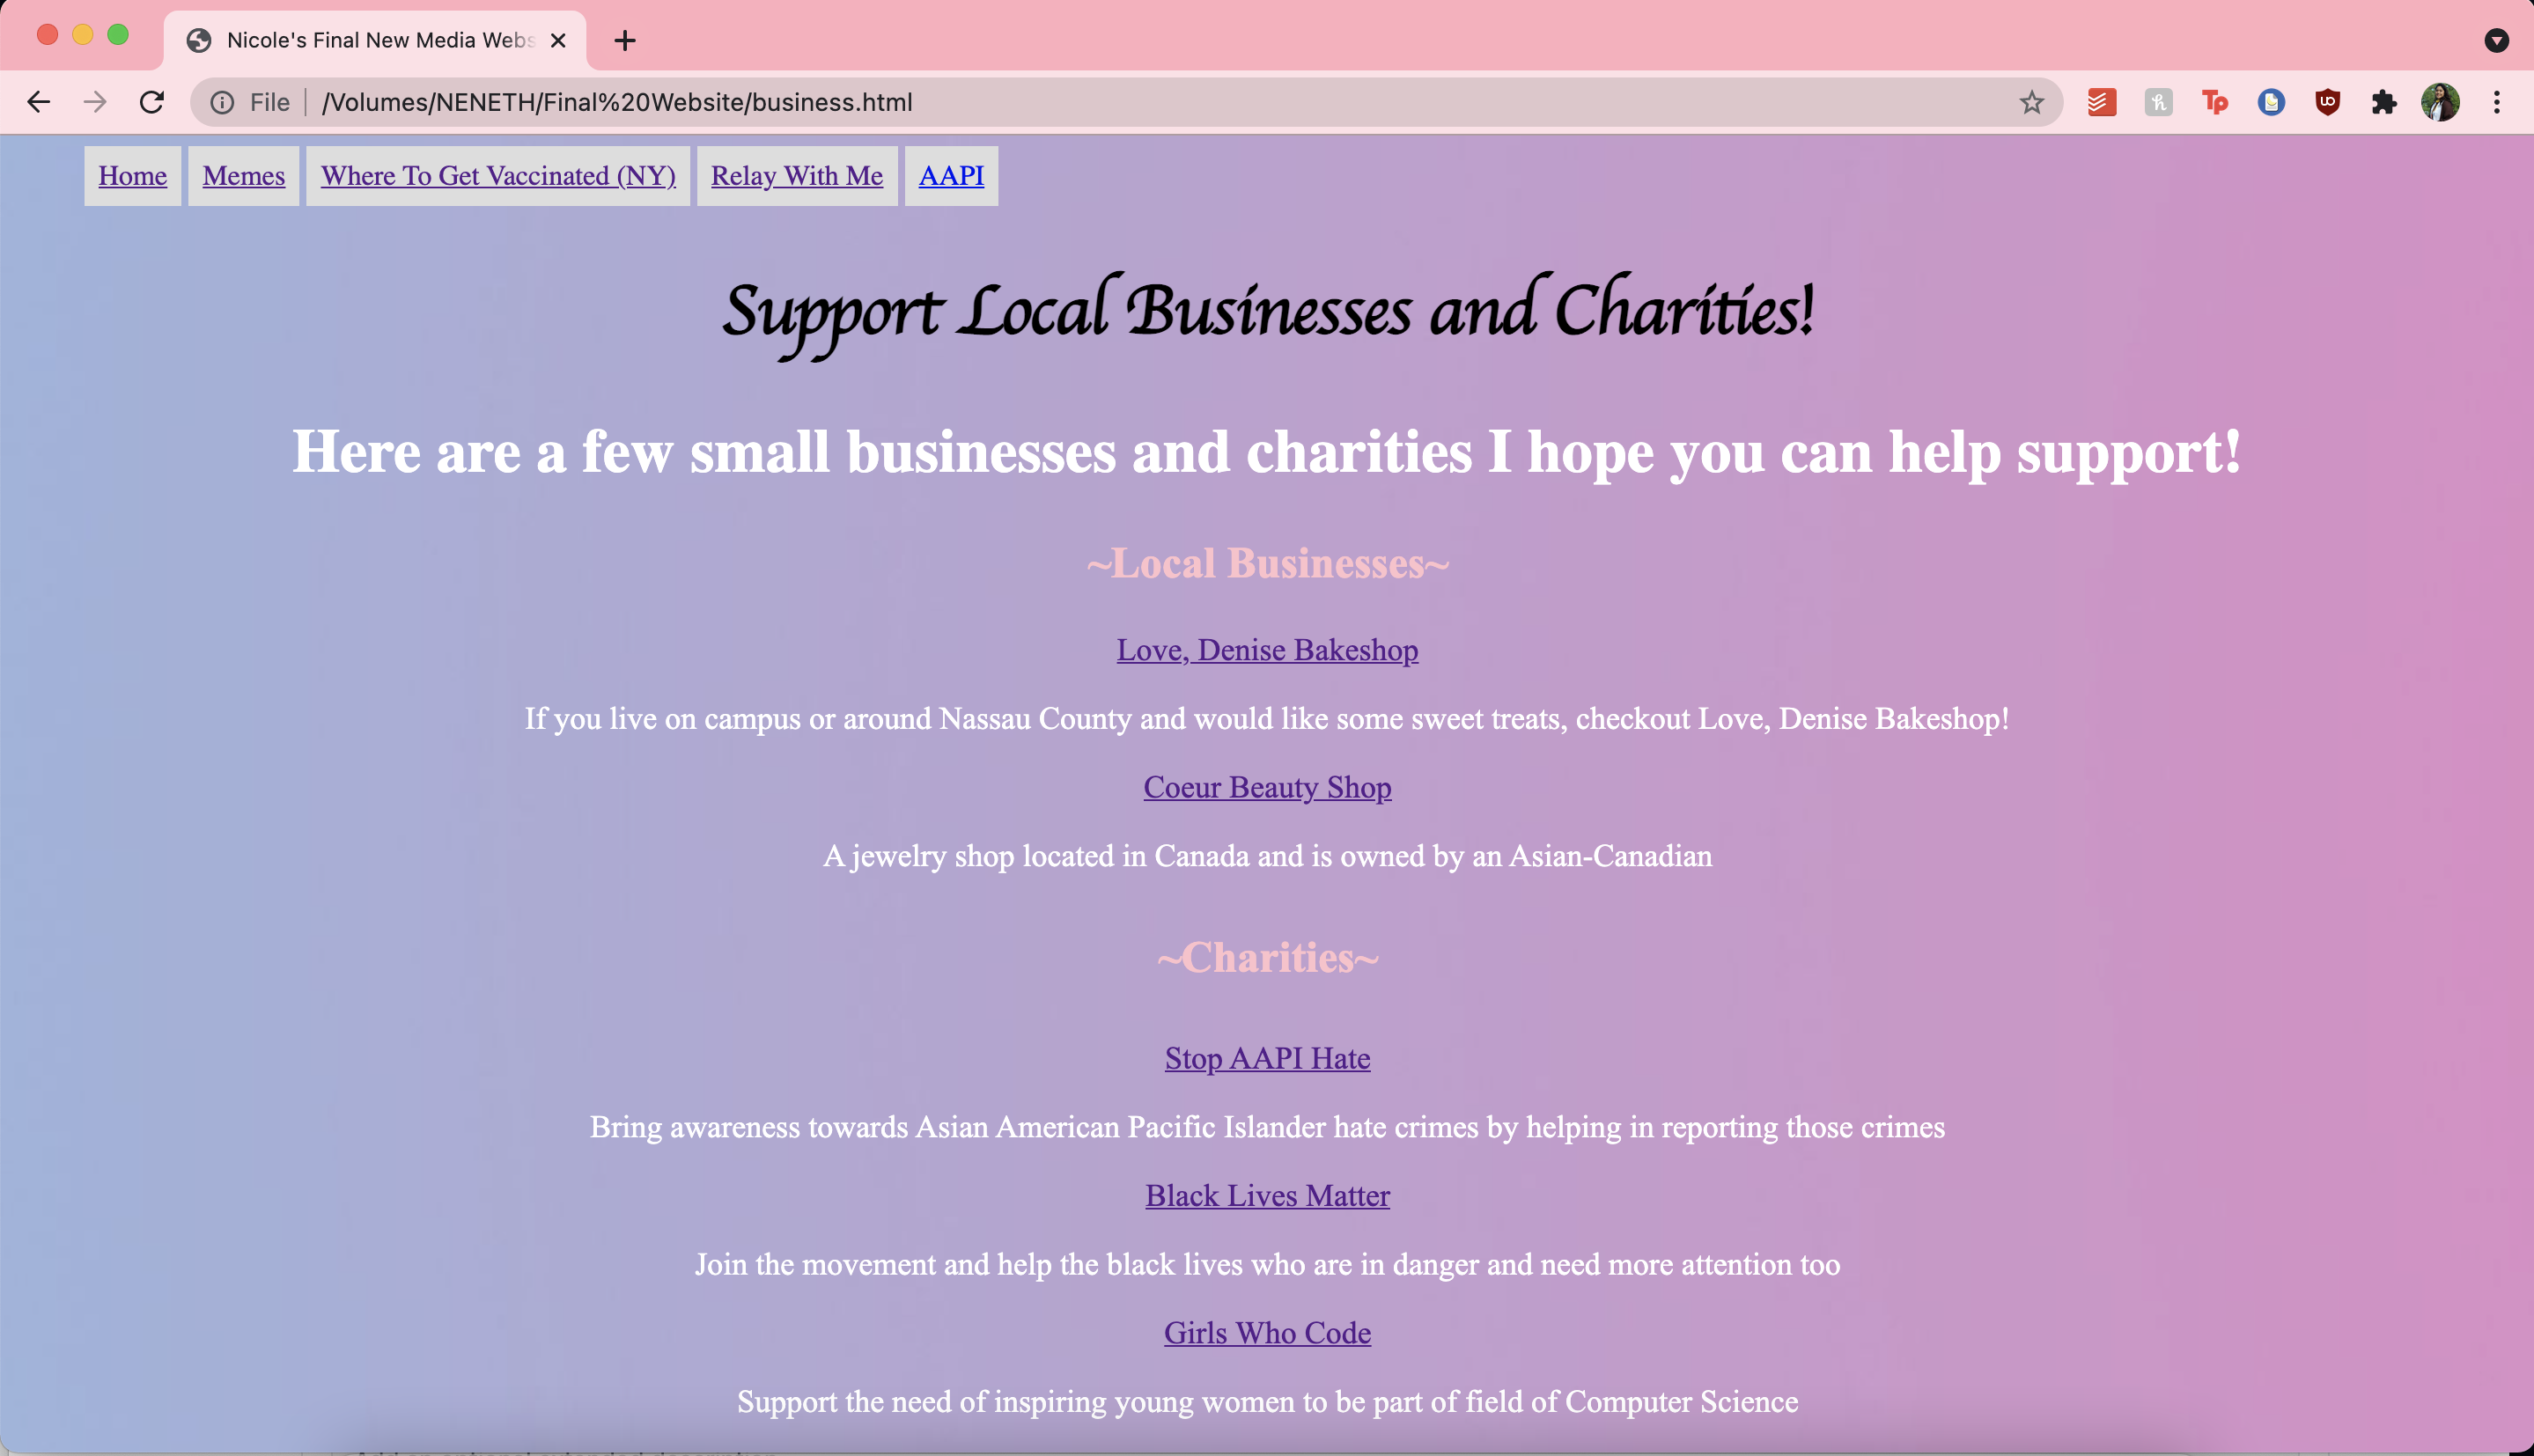 Nicole's Final New Media Webs
File /Volumes/NENETH/Final%20Website/business.html
Home Memes Where To Get Vaccinated (NY) Relay With Me AAPI
Support Local Businesses and Charities!
Here are a few small businesses and charities I hope you can help support!
~Local Businesses~
Love, Denise Bakeshop
If you live on campus or around Nassau County and would like some sweet treats, checkout Love, Denise Bakeshop!
Coeur Beauty Shop
A jewelry shop located in Canada and is owned by an Asian-Canadian
~Charities~
Stop AAPI Hate
Bring awareness towards Asian American Pacific Islander hate crimes by helping in reporting those crimes
Black Lives Matter
Join the movement and help the black lives who are in danger and need more attention too
Girls Who Code
Support the need of inspiring young women to be part of field of Computer Science